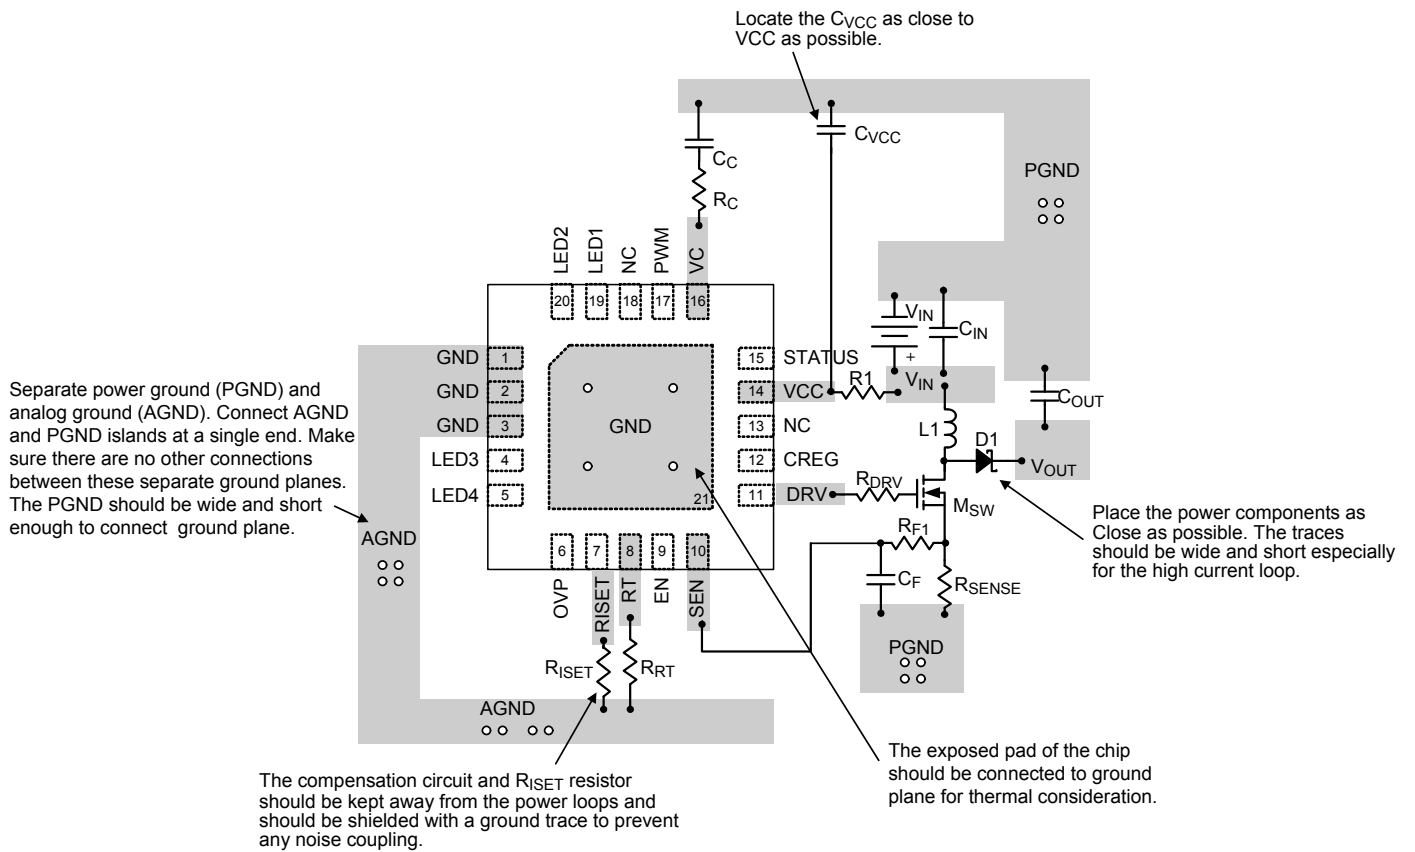 Locate the CVCC as close to
VCC as possible.
CVCC
PGND
CC
RC
LED2
LED1
NC
PWM
VC
20
19
18
17
16
VIN
CIN
+
GND 1
GND 2
GND 3
LED3 4
LED4 5
GND
21
15 STATUS
14 VCC
13 NC
12 CREG
11 DRV
R1
VIN
COUT
L1
D1
VOUT
RDRV
MSW
RF1
CF
RSENSE
PGND
Separate power ground (PGND) and
analog ground (AGND). Connect AGND
and PGND islands at a single end. Make
sure there are no other connections
between these separate ground planes.
The PGND should be wide and short
enough to connect ground plane.
AGND
Place the power components as
Close as possible. The traces
should be wide and short especially
for the high current loop.
6
7
8
9
10
OVP
RISET
RT
EN
SEN
RISET
RRT
AGND
The exposed pad of the chip
should be connected to ground
plane for thermal consideration.
The compensation circuit and RISET resistor
should be kept away from the power loops and
should be shielded with a ground trace to prevent
any noise coupling.